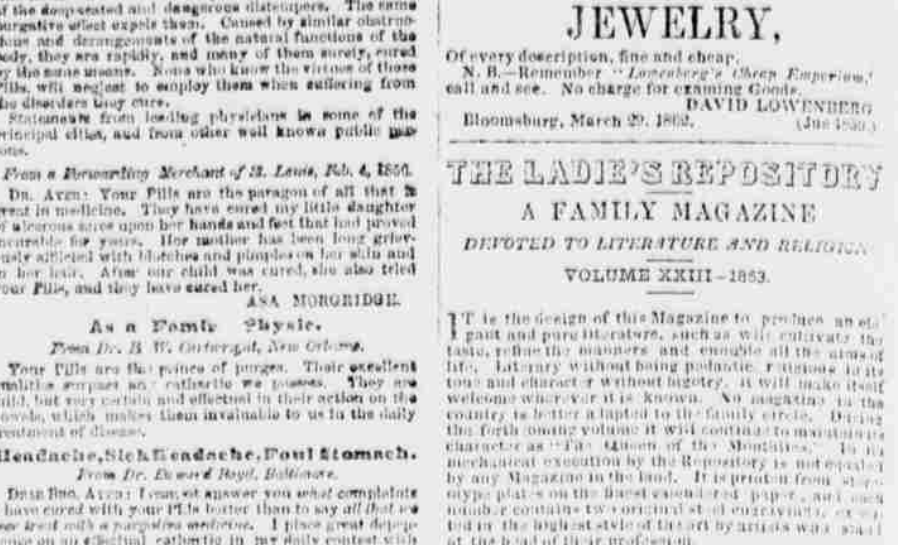 of the deep seated and dangerous distempers. The same
purgative effect expels them. Caused by similar obstruc-
tions and derangements of the natural functions of the
body, they are rapidly, and many of them surely, cured
by the same means. None who know the virtues of these
Pills, will neglect to employ them when suffering from
the disorders they cure.
Statements from leading physicians in some of the
principal cities, and from other well known public per-
sons.
From a Forwarding Merchant of St. Louis, Feb. 4, 1856.
DR. AYER: Your Pills are the paragon of all that is
great in medicine. They have cured my little daughter
of ulcerous sores upon her hands and feet that had proved
incurable for years. Her mother has been long griev-
ously afflicted with blotches and pimples on her skin and
in her hair. After our child was cured, she also tried
your Pills, and they have cured her.
ASA MORGRIDGE.
As a Family Physic.
From Dr. E. W. Cartwright, New Orleans.
Your Pills are the prince of purges. Their excellent
qualities surpass any cathartic we possess. They are
mild, but very certain and effectual in their action on the
bowels, which makes them invaluable to us in the daily
treatment of disease.
Headache, Sick Headache, Foul Stomach.
From Dr. Edward Boyd, Baltimore.
DEAR BRO. AYER: I cannot answer you what complaints
I have cured with your Pills better than to say all that we
ever treat with a purgative medicine. I place great depen-
dence on an effectual cathartic in my daily contest with
JEWELRY,
Of every description, fine and cheap.
N. B.—Remember "Lowenberg's Cheap Emporium,"
call and see. No charge for examing Goods.
DAVID LOWENBERG
Bloomsburg, March 29, 1862. (June 1859.)
THE LADIE'S REPOSITORY
A FAMILY MAGAZINE
DEVOTED TO LITERATURE AND RELIGION
VOLUME XXIII-1863.
IT is the design of this Magazine to produce an ele
gant and pure literature, such as will cultivate the
taste, refine the manners and ennoble all the aims of
life. Literary without being pedantic, religious in its
tone and character without bigotry, it will make itself
welcome wherever it is known. No magazine in the
country is better adapted to the family circle. During
the forthcoming volume it will continue to maintain its
character as "The Queen of the Monthlies." In its
mechanical execution by the Repository is not equaled
by any Magazine in the land. It is printed from stere-
otype plates on the finest calendered paper, and each
number contains two original steel engravings, execu-
ted in the highest style of the art by artists who stand
at the head of their profession.